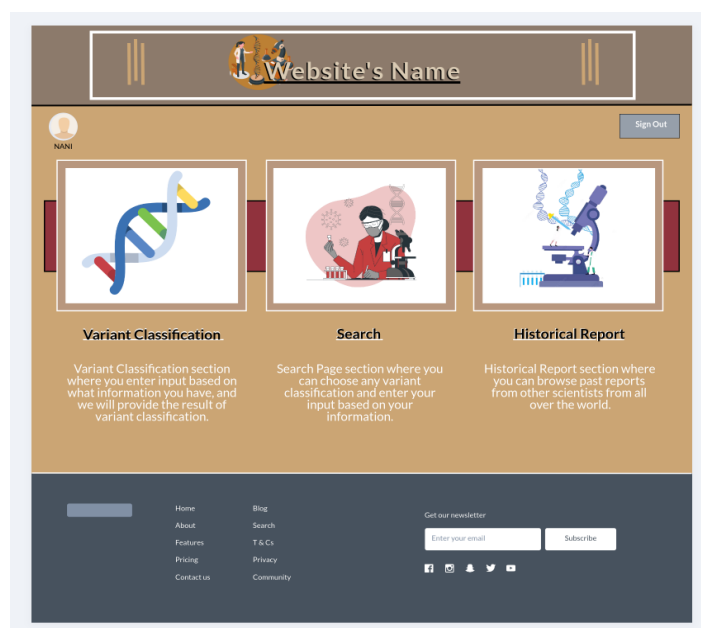 Website's Name
NANI
Sign Out
Variant Classification
Search
Historical Report
Variant Classification section
where you enter input based on
what information you have, and
we will provide the result of
variant classification.
Search Page section where you
can choose any variant
classification and enter your
input based on your
information.
Historical Report section where
you can browse past reports
from other scientists from all
over the world.
Home
About
Features
Pricing
Contact us
Blog
Search
T & Cs
Privacy
Community
Get our newsletter
Enter your email
Subscribe